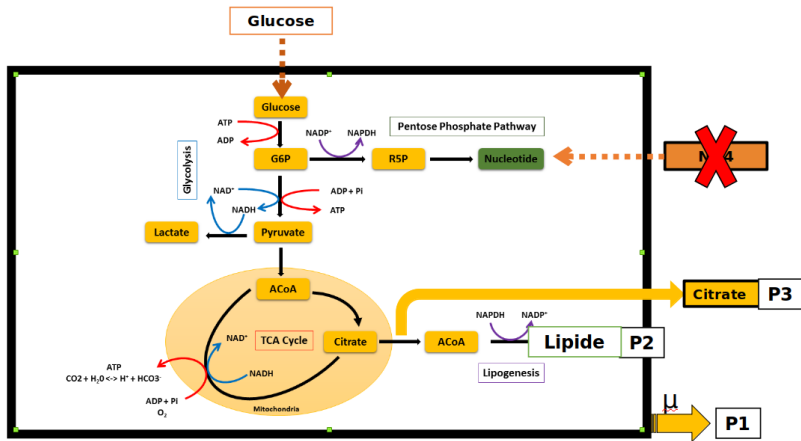 Glucose
Glucose
ATP
ADP
NADP⁺
NAPDH
Pentose Phosphate Pathway
G6P
R5P
Nucleotide
Glycolysis
NAD⁺
NADH
ADP + Pi
ATP
Lactate
Pyruvate
ACoA
Citrate
P3
NAD⁺
TCA Cycle
Citrate
ACoA
NAPDH
NADP⁺
Lipide
P2
Lipogenesis
ATP
CO2 + H₂0 <-> H⁺ + HCO3⁻
NADH
ADP + Pi
O₂
Mitochondria
µ
P1